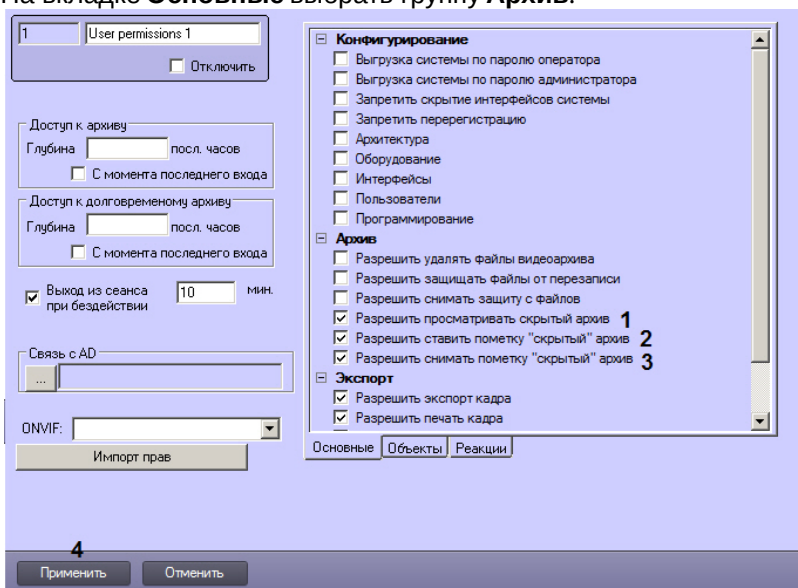 На вкладке Основные выбрать группу Архив.
1
User permissions 1
Отключить
Доступ к архиву
Глубина
посл. часов
С момента последнего входа
Доступ к долговременому архиву
Глубина
посл. часов
С момента последнего входа
Выход из сеанса
при бездействии
10
мин.
Связь с AD
...
ONVIF:
Импорт прав
Конфигурирование
Выгрузка системы по паролю оператора
Выгрузка системы по паролю администратора
Запретить скрытие интерфейсов системы
Запретить перерегистрацию
Архитектура
Оборудование
Интерфейсы
Пользователи
Программирование
Архив
Разрешить удалять файлы видеоархива
Разрешить защищать файлы от перезаписи
Разрешить снимать защиту с файлов
Разрешить просматривать скрытый архив 1
Разрешить ставить пометку "скрытый" архив 2
Разрешить снимать пометку "скрытый" архив 3
Экспорт
Разрешить экспорт кадра
Разрешить печать кадра
Основные Объекты Реакции
4
Применить Отменить